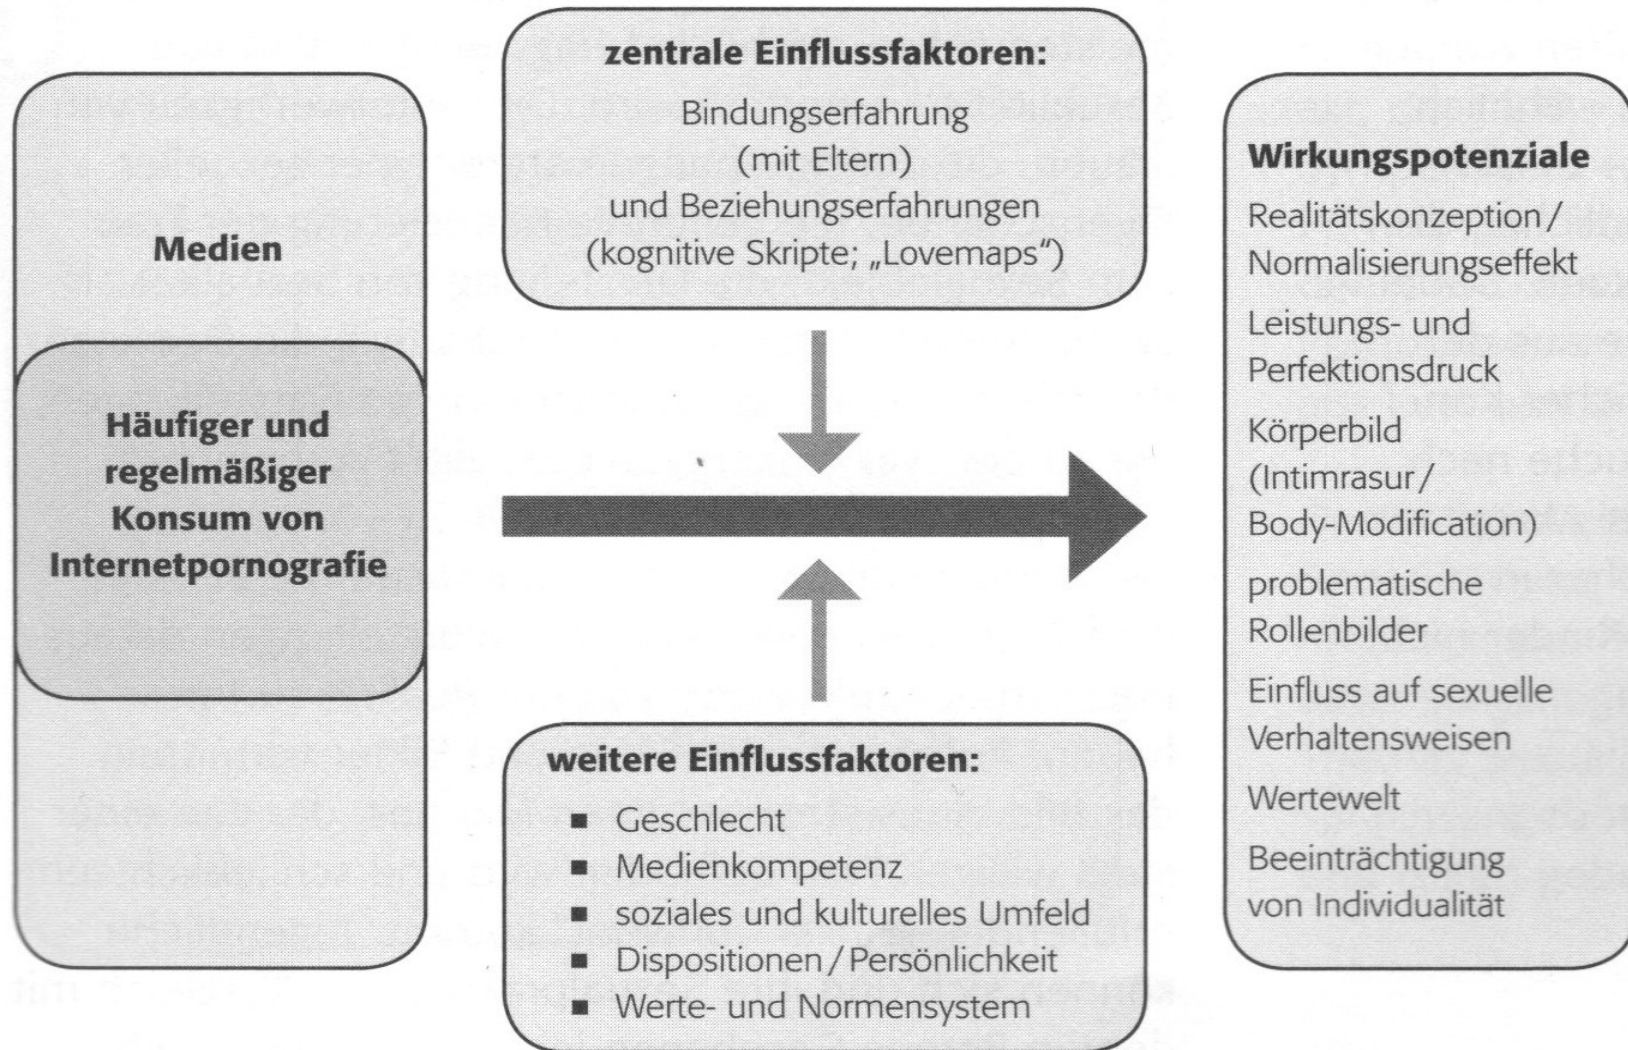 zentrale Einflussfaktoren:
Bindungserfahrung
(mit Eltern)
und Beziehungserfahrungen
(kognitive Skripte; „Lovemaps“)
Medien
Häufiger und
regelmäßiger
Konsum von
Internetpornografie
weitere Einflussfaktoren:
■ Geschlecht
■ Medienkompetenz
■ soziales und kulturelles Umfeld
■ Dispositionen / Persönlichkeit
■ Werte- und Normensystem
Wirkungspotenziale
Realitätskonzeption /
Normalisierungseffekt
Leistungs- und
Perfektionsdruck
Körperbild
(Intimrasur /
Body-Modification)
problematische
Rollenbilder
Einfluss auf sexuelle
Verhaltensweisen
Wertewelt
Beeinträchtigung
von Individualität